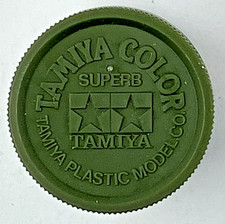 TAMIYA COLOR
SUPERB
TAMIYA
TAMIYA PLASTIC MODEL CO.